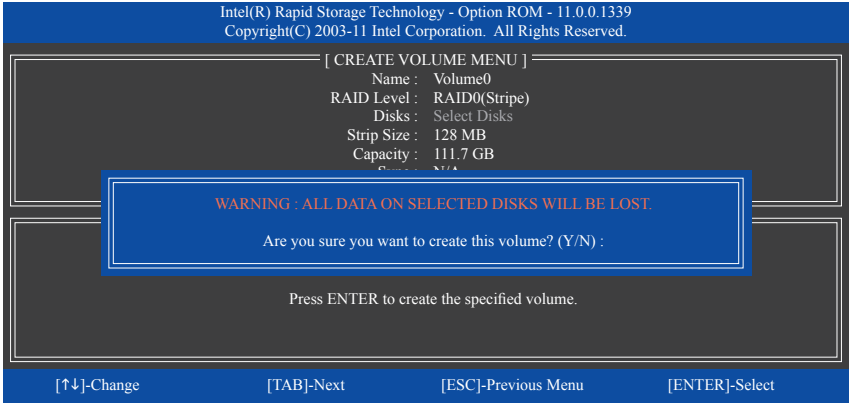 Intel(R) Rapid Storage Technology - Option ROM - 11.0.0.1339
Copyright(C) 2003-11 Intel Corporation. All Rights Reserved.
[ CREATE VOLUME MENU ]
Name : Volume0
RAID Level : RAID0(Stripe)
Disks : Select Disks
Strip Size : 128 MB
Capacity : 111.7 GB
Sync : N/A
WARNING : ALL DATA ON SELECTED DISKS WILL BE LOST.
Are you sure you want to create this volume? (Y/N) :
Press ENTER to create the specified volume.
[↑↓]-Change [TAB]-Next [ESC]-Previous Menu [ENTER]-Select